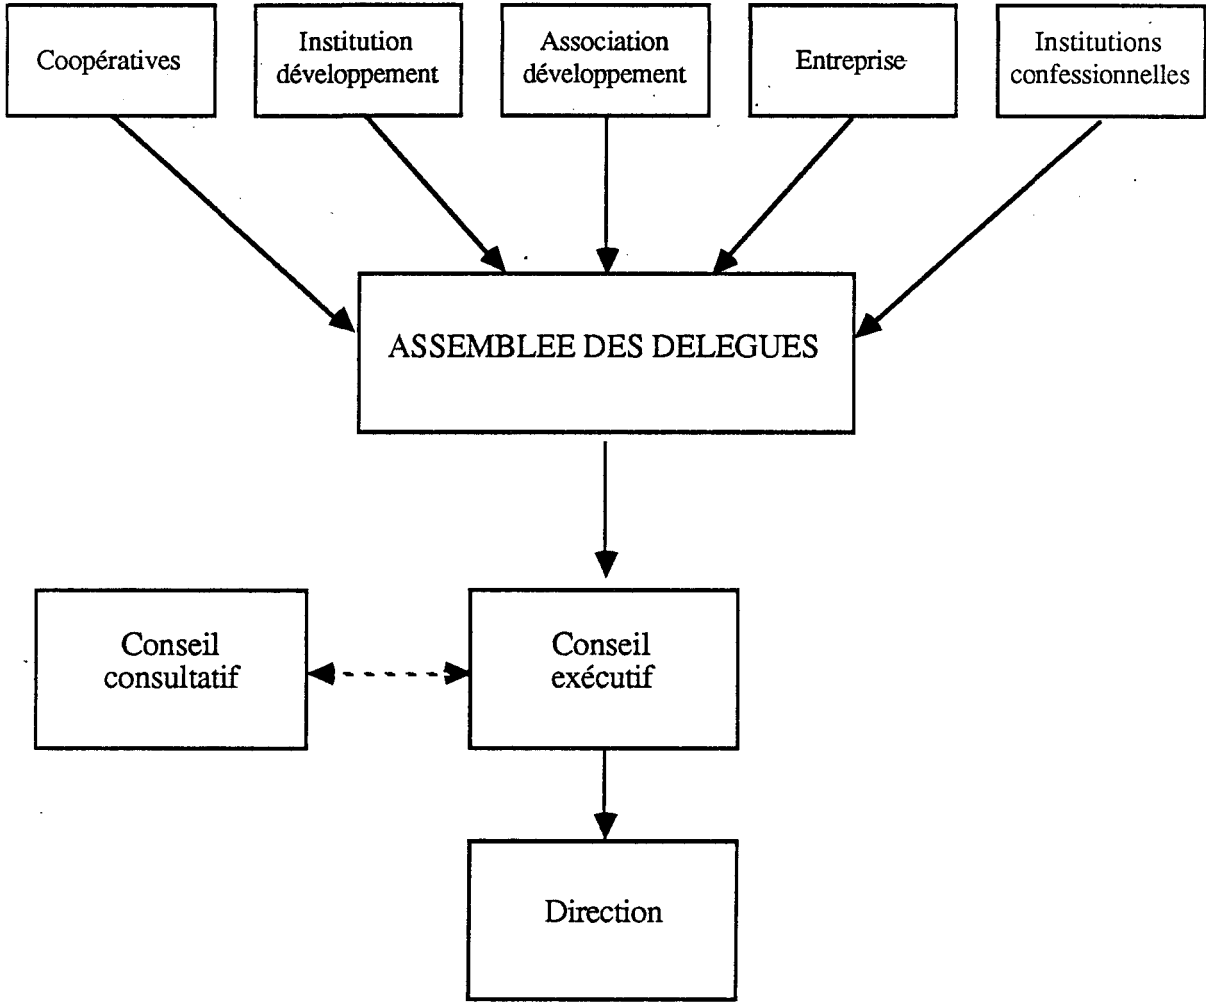 Coopératives
Institution
développement
Association
développement
Entreprise
Institutions
confessionnelles
ASSEMBLEE DES DELEGUES
Conseil
consultatif
Conseil
exécutif
Direction